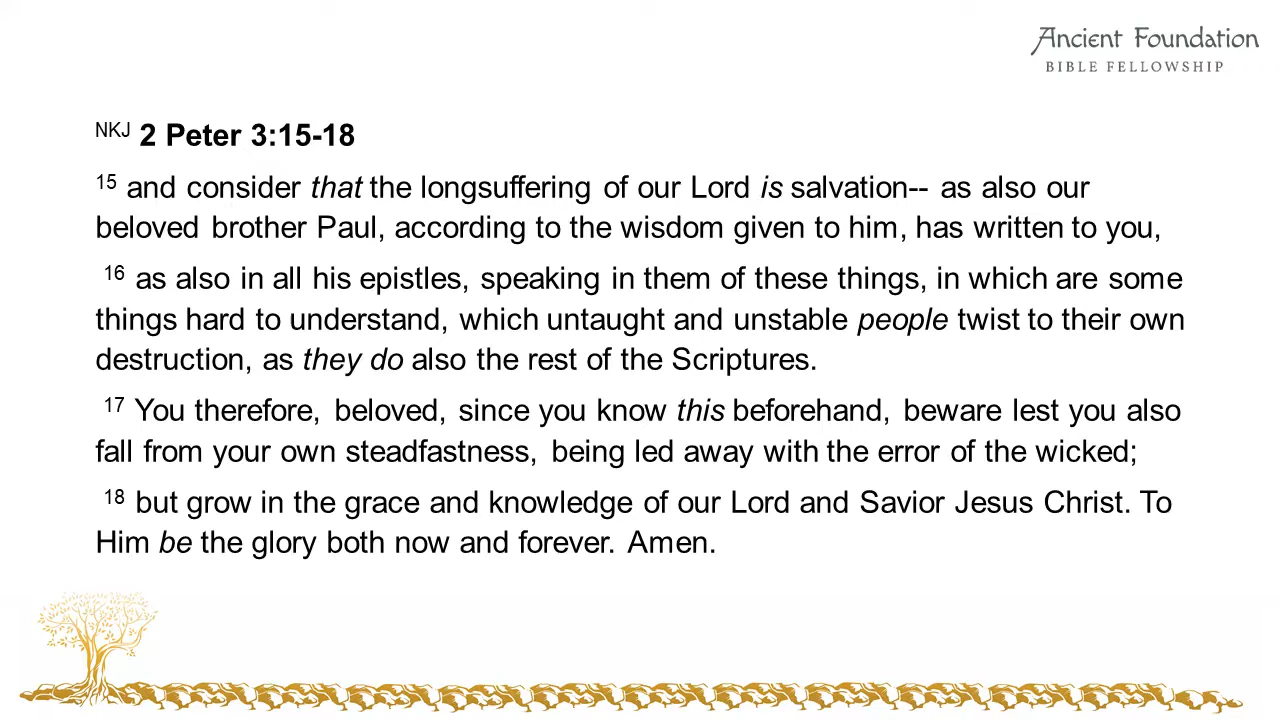 Ancient Foundation
BIBLE FELLOWSHIP
NKJ 2 Peter 3:15-18
15 and consider that the longsuffering of our Lord is salvation-- as also our
beloved brother Paul, according to the wisdom given to him, has written to you,
16 as also in all his epistles, speaking in them of these things, in which are some
things hard to understand, which untaught and unstable people twist to their own
destruction, as they do also the rest of the Scriptures.
17 You therefore, beloved, since you know this beforehand, beware lest you also
fall from your own steadfastness, being led away with the error of the wicked;
18 but grow in the grace and knowledge of our Lord and Savior Jesus Christ. To
Him be the glory both now and forever. Amen.